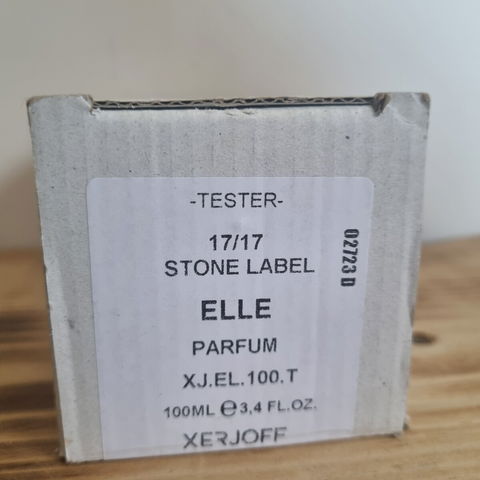 -TESTER-
17/17
STONE LABEL
ELLE
PARFUM
XJ.EL.100.T
100ML ℮ 3,4 FL.OZ.
XERJOFF
02723 D